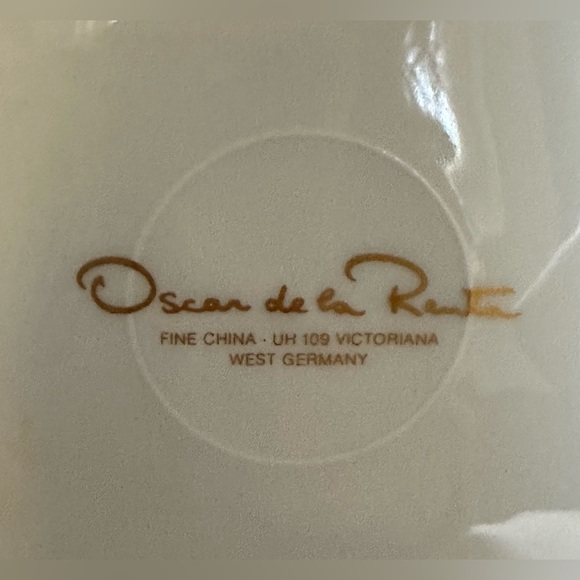 Oscar de la Renta
FINE CHINA · UH 109 VICTORIANA
WEST GERMANY